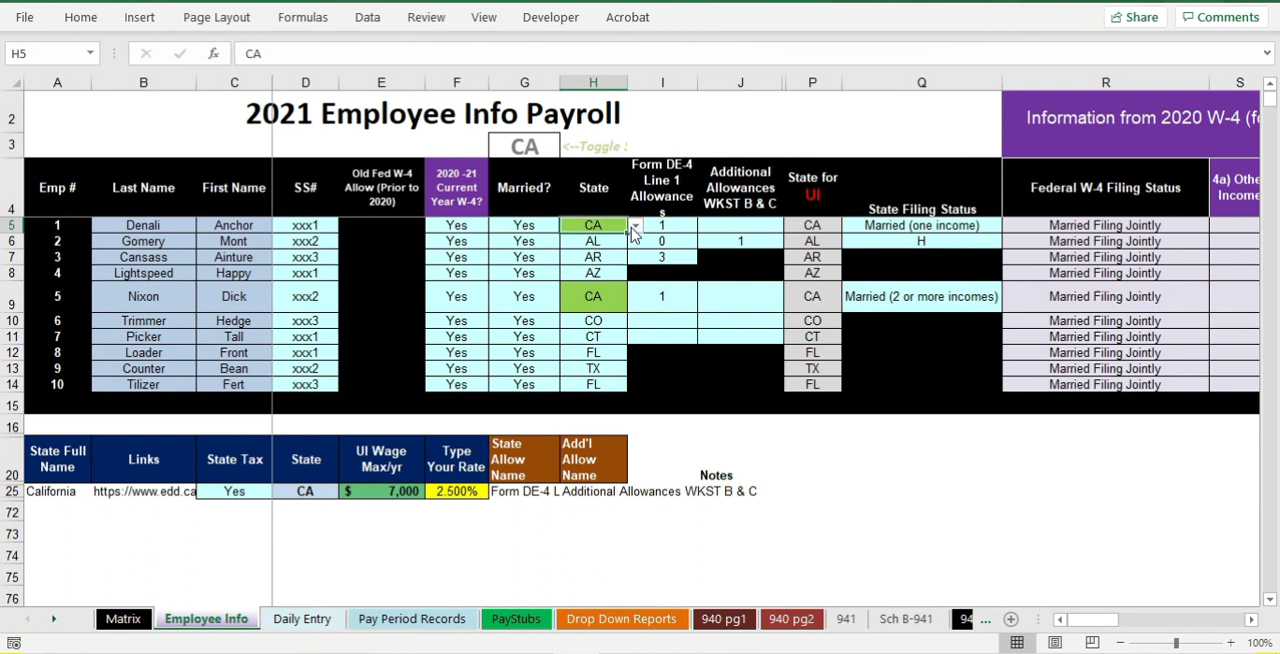 File Home Insert Page Layout Formulas Data Review View Developer Acrobat Share Comments
H5 fx CA
A B C D E F G H I J P Q R S
2 2021 Employee Info Payroll Information from 2020 W-4 (f
3 CA <--Toggle
4 Emp # Last Name First Name SS# Old Fed W-4 Allow (Prior to 2020) 2020 -21 Current Year W-4? Married? State Form DE-4 Line 1 Allowances Additional Allowances WKST B & C State for UI State Filing Status Federal W-4 Filing Status 4a) Othe Income
5 1 Denali Anchor xxx1 Yes Yes CA 1 CA Married (one income) Married Filing Jointly
6 2 Gomery Mont xxx2 Yes Yes AL 0 1 AL H Married Filing Jointly
7 3 Cansass Ainture xxx3 Yes Yes AR 3 AR Married Filing Jointly
8 4 Lightspeed Happy xxx1 Yes Yes AZ AZ Married Filing Jointly
9 5 Nixon Dick xxx2 Yes Yes CA 1 CA Married (2 or more incomes) Married Filing Jointly
10 6 Trimmer Hedge xxx3 Yes Yes CO CO Married Filing Jointly
11 7 Picker Tall xxx1 Yes Yes CT CT Married Filing Jointly
12 8 Loader Front xxx1 Yes Yes FL FL Married Filing Jointly
13 9 Counter Bean xxx2 Yes Yes TX TX Married Filing Jointly
14 10 Tilizer Fert xxx3 Yes Yes FL FL Married Filing Jointly
15
16
20 State Full Name Links State Tax State UI Wage Max/yr Type Your Rate State Allow Name Add'l Allow Name Notes
25 California https://www.edd.ca Yes CA $ 7,000 2.500% Form DE-4 L Additional Allowances WKST B & C
72
73
74
75
76
Matrix Employee Info Daily Entry Pay Period Records PayStubs Drop Down Reports 940 pg1 940 pg2 941 Sch B-941 94 ...
100%